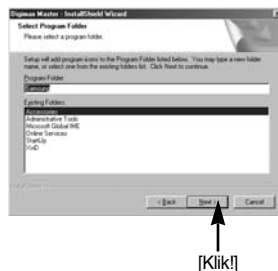 Digimax Master - InstallShield Wizard
Select Program Folder
Please select a program folder.
Setup will add program icons to the Program Folder listed below. You may type a new folder
name, or select one from the existing folders list. Click Next to continue.
Program Folder:
Samsung
Existing Folders:
Accessories
Administrative Tools
Microsoft Global IME
Online Services
StartUp
XnD
InstallShield
< Back
Next >
Cancel
[Klik!]